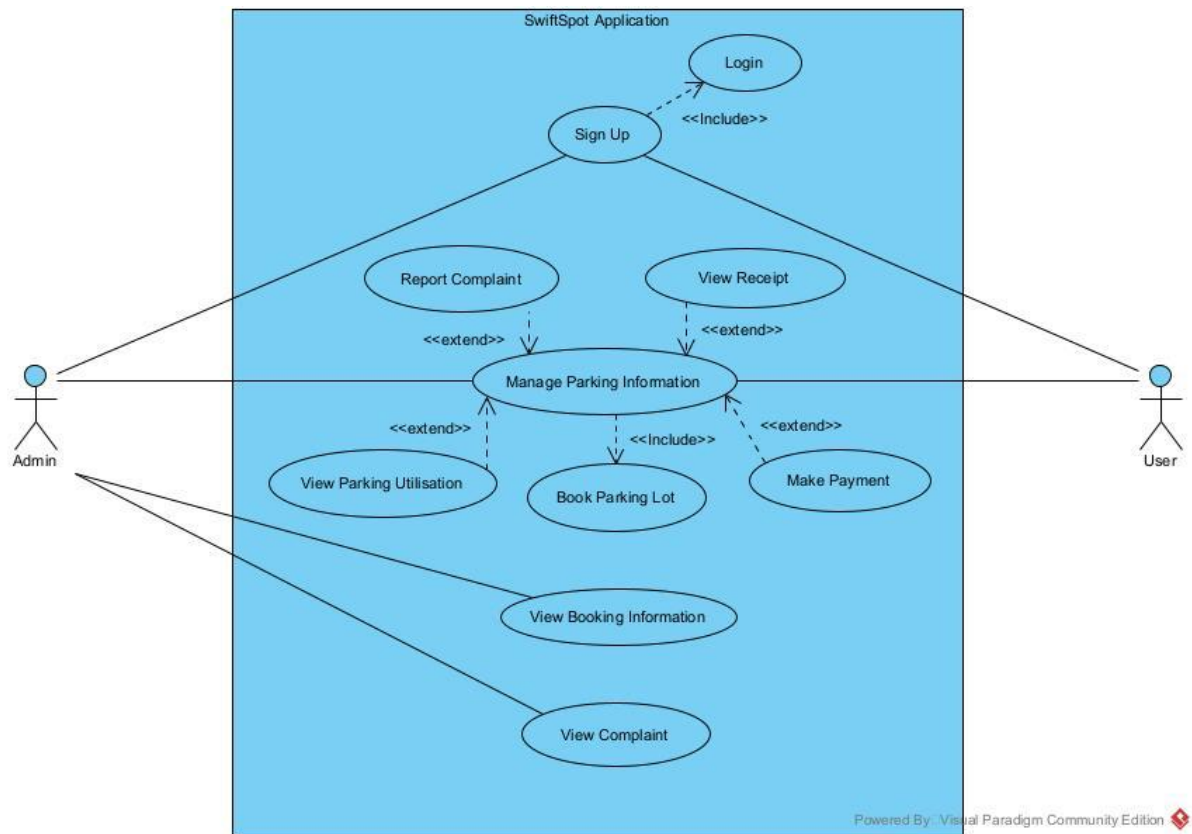 SwiftSpot Application
Login
<<Include>>
Sign Up
Report Complaint
View Receipt
<<extend>>
<<extend>>
Manage Parking Information
Admin
User
<<extend>>
<<Include>>
<<extend>>
View Parking Utilisation
Book Parking Lot
Make Payment
View Booking Information
View Complaint
Powered By: Visual Paradigm Community Edition